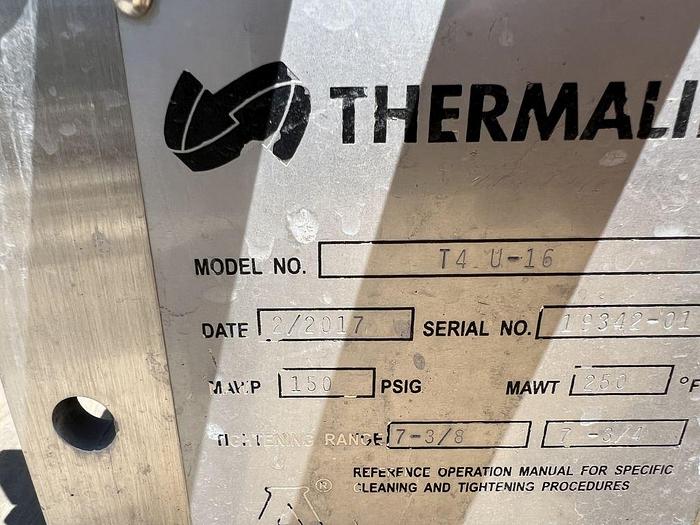 THERMALI
MODEL NO. T4 U-16
DATE 2/2017 SERIAL NO. 19342-01
MAWP 150 PSIG MAWT 250 °F
TIGHTENING RANGE 7-3/8 7-3/4
REFERENCE OPERATION MANUAL FOR SPECIFIC
CLEANING AND TIGHTENING PROCEDURES
®